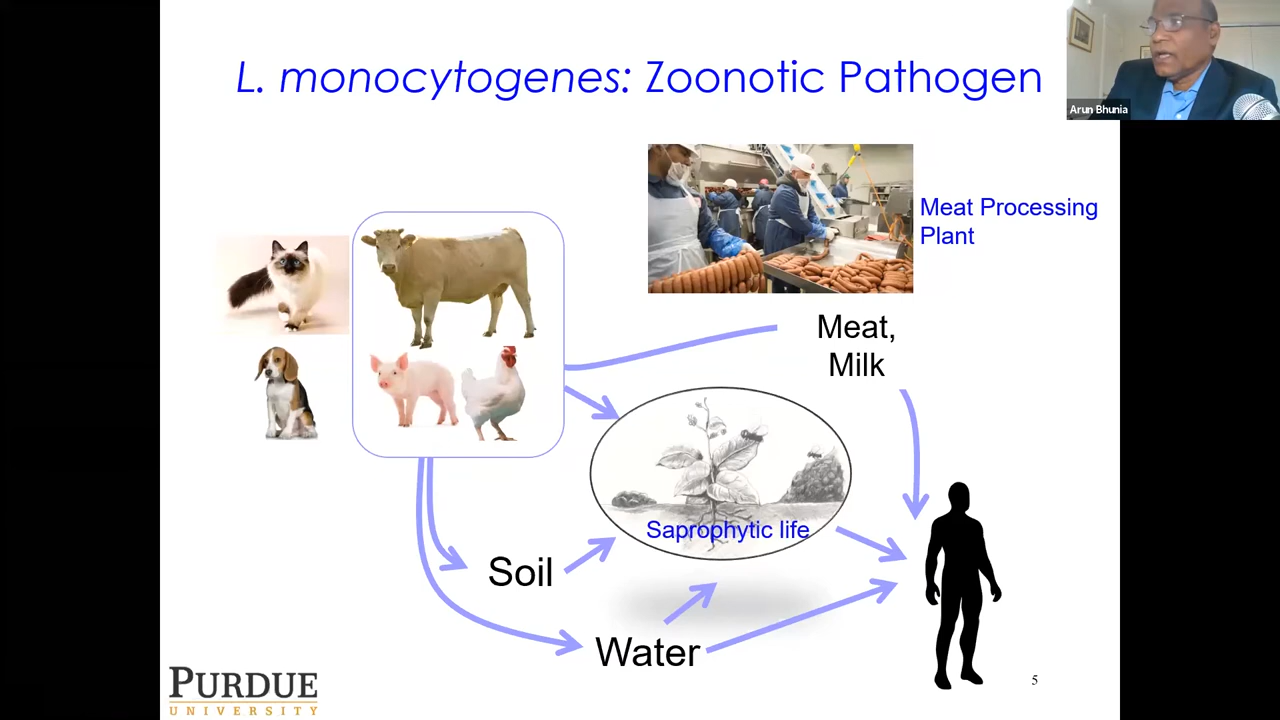 L. monocytogenes: Zoonotic Pathogen
Arun Bhunia
Meat Processing
Plant
Meat,
Milk
Saprophytic life
Soil
Water
PURDUE
UNIVERSITY
5